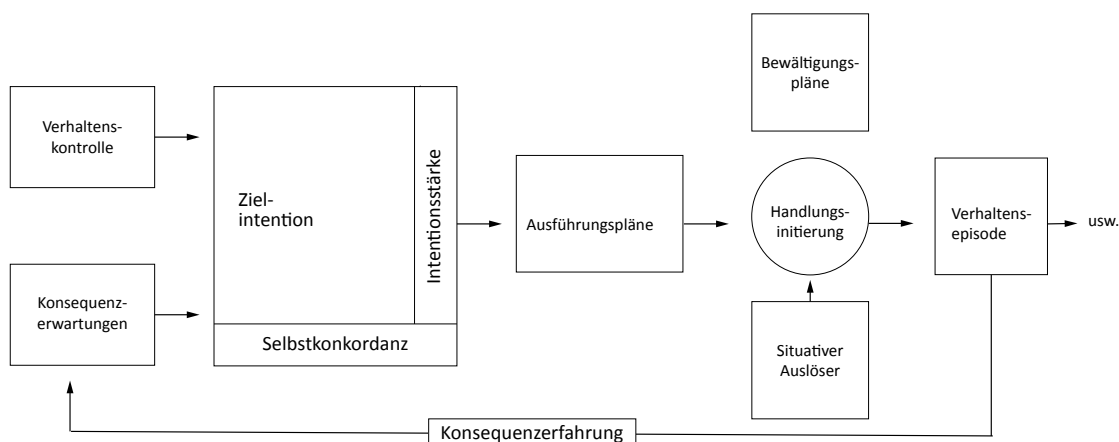 Verhaltens-
kontrolle
Konsequenz-
erwartungen
Ziel-
intention
Intentionsstärke
Selbstkonkordanz
Ausführungspläne
Bewältigungs-
pläne
Handlungs-
initiierung
Situativer
Auslöser
Verhaltens-
episode
usw.
Konsequenzerfahrung